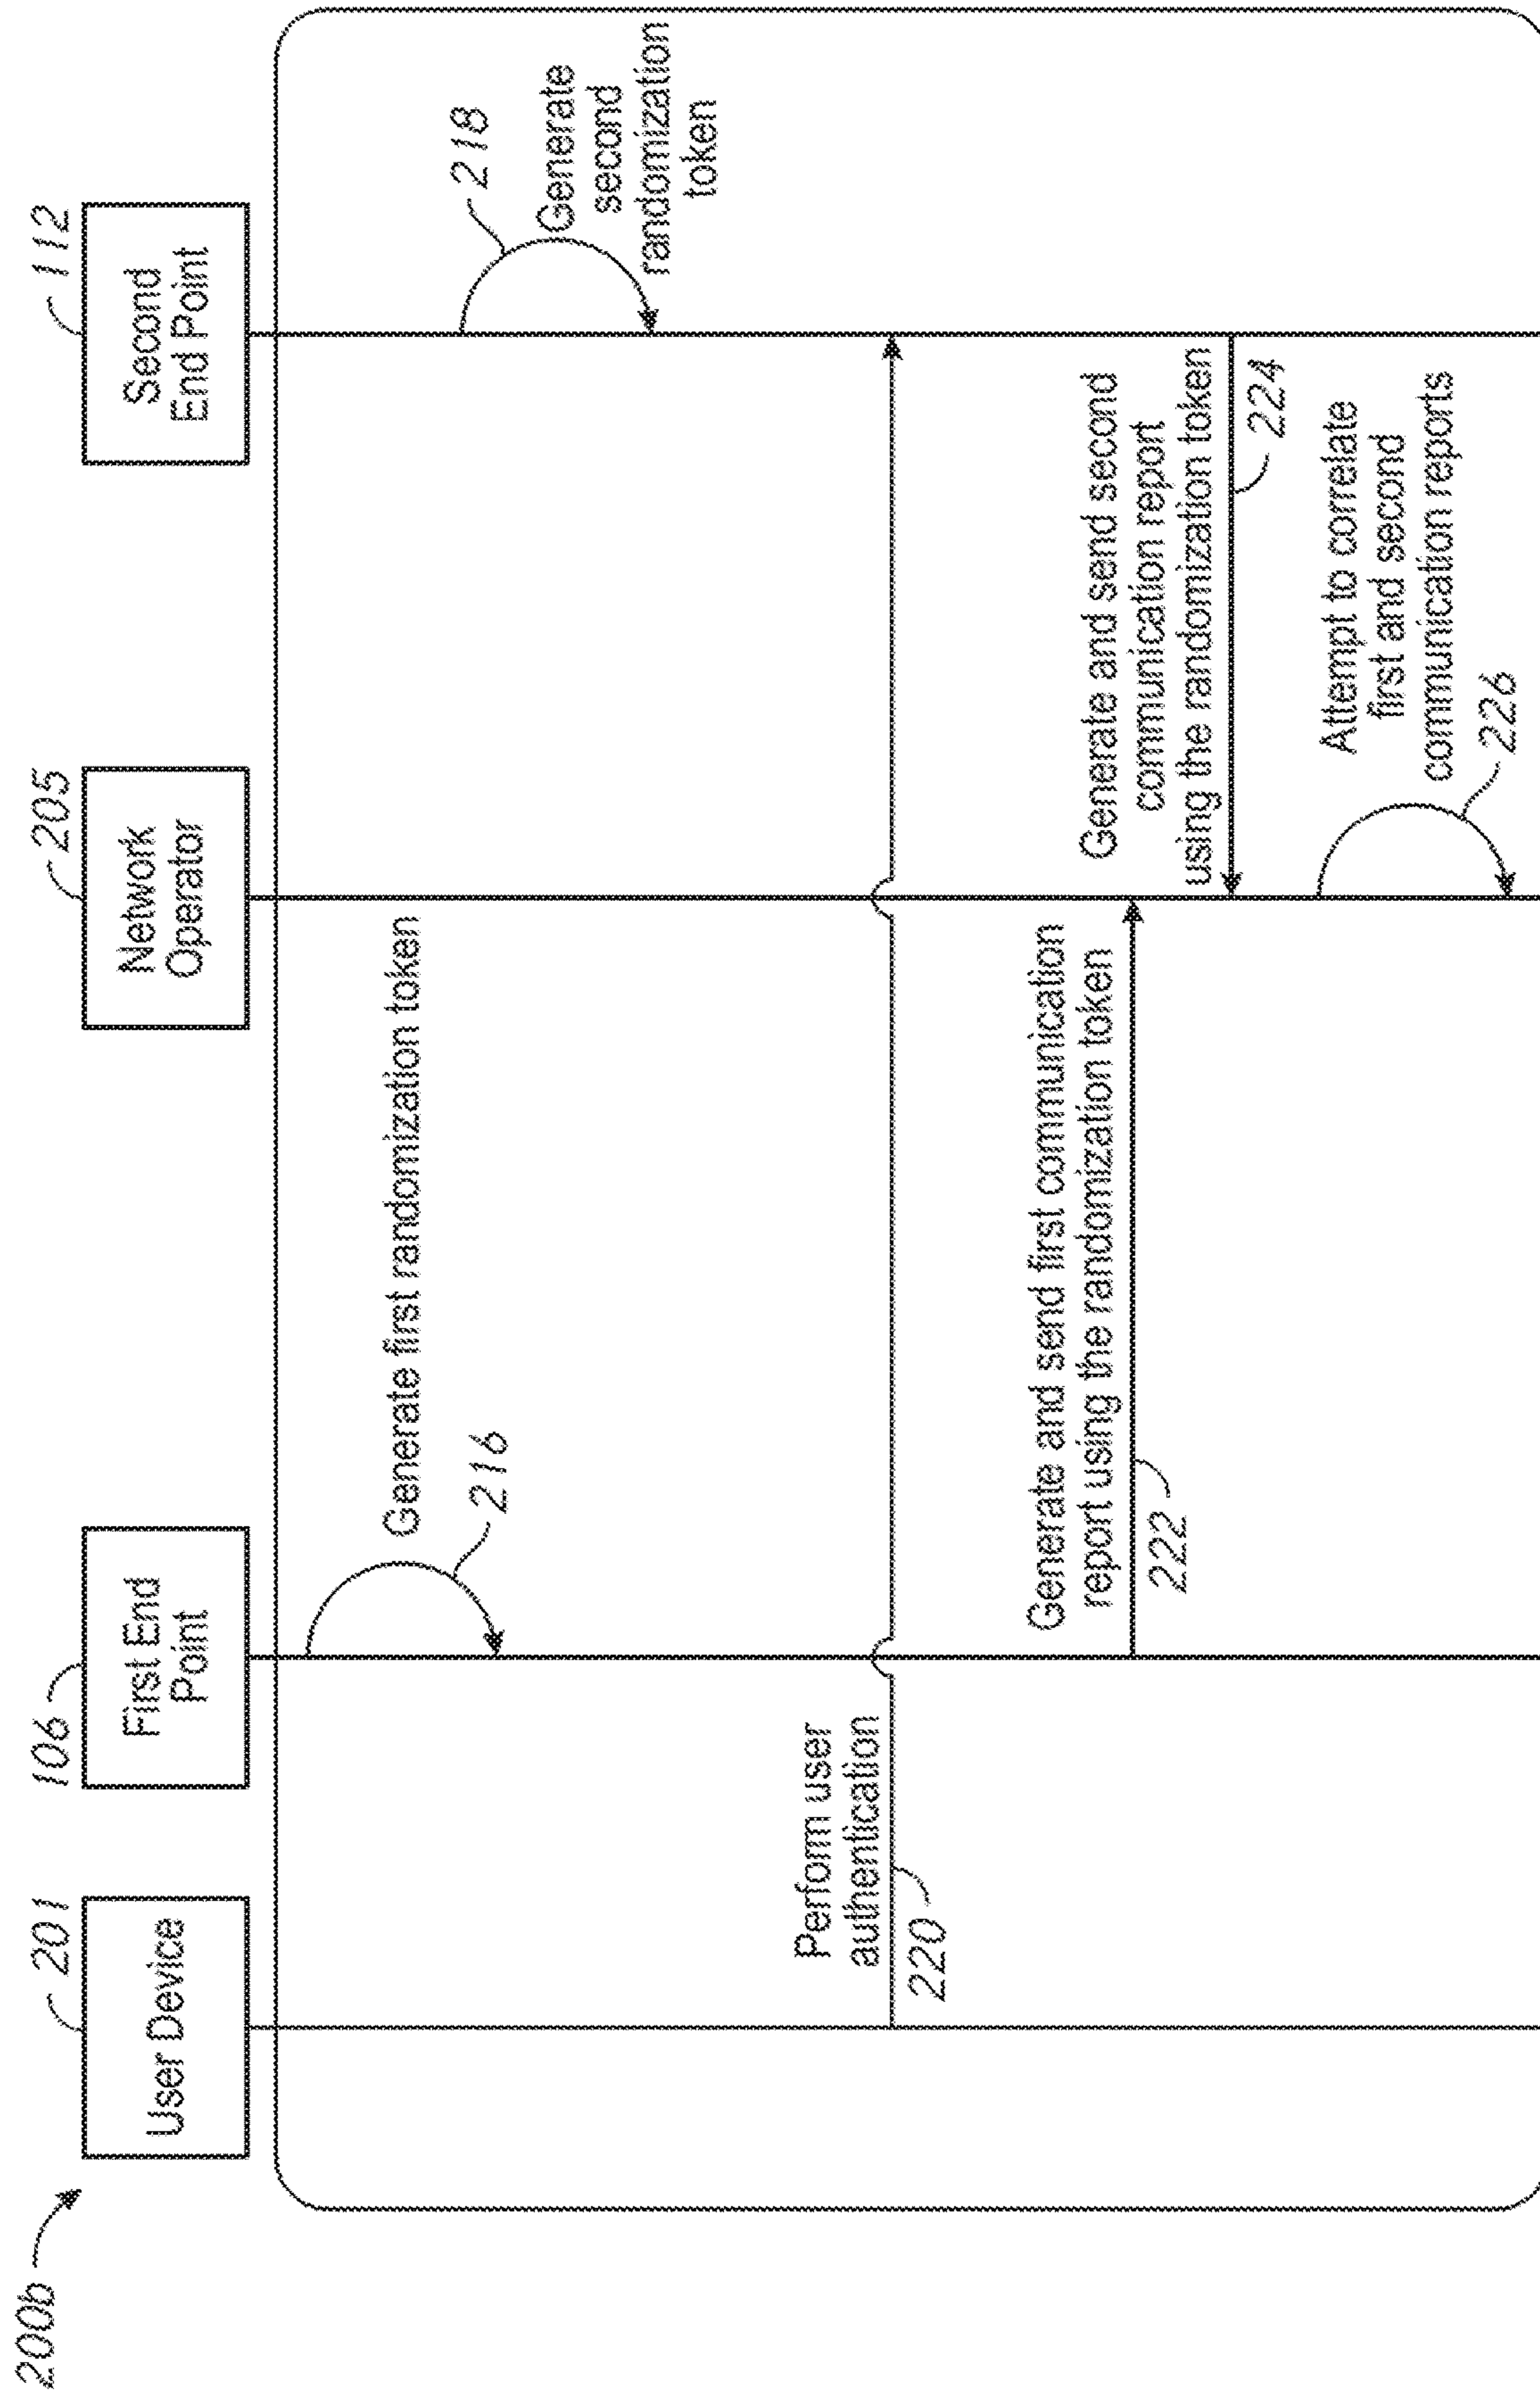 200b
201
User Device
106
First End
Point
205
Network
Operator
112
Second
End Point
Generate first randomization token
216
218
Generate
second
randomization
token
Perform user
authentication
220
Generate and send first communication
report using the randomization token
222
Generate and send second
communication report
using the randomization token
224
Attempt to correlate
first and second
communication reports
226